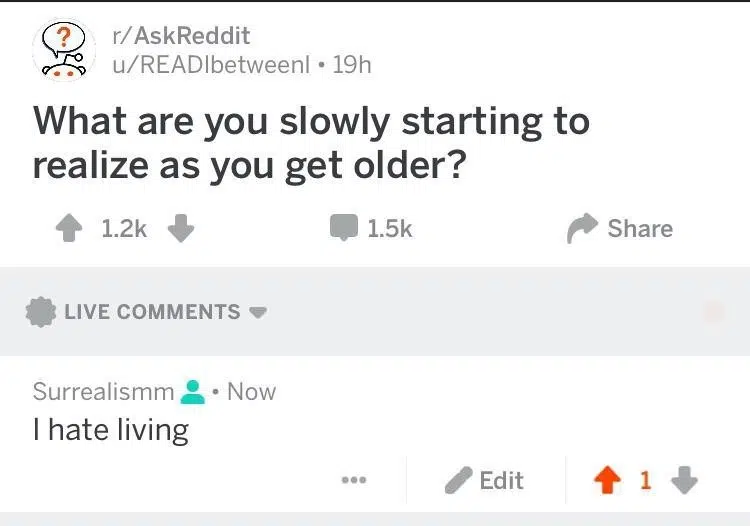 r/AskReddit
u/READIbetweenl • 19h
What are you slowly starting to
realize as you get older?
1.2k
1.5k
Share
LIVE COMMENTS
Surrealismm • Now
I hate living
... Edit 1